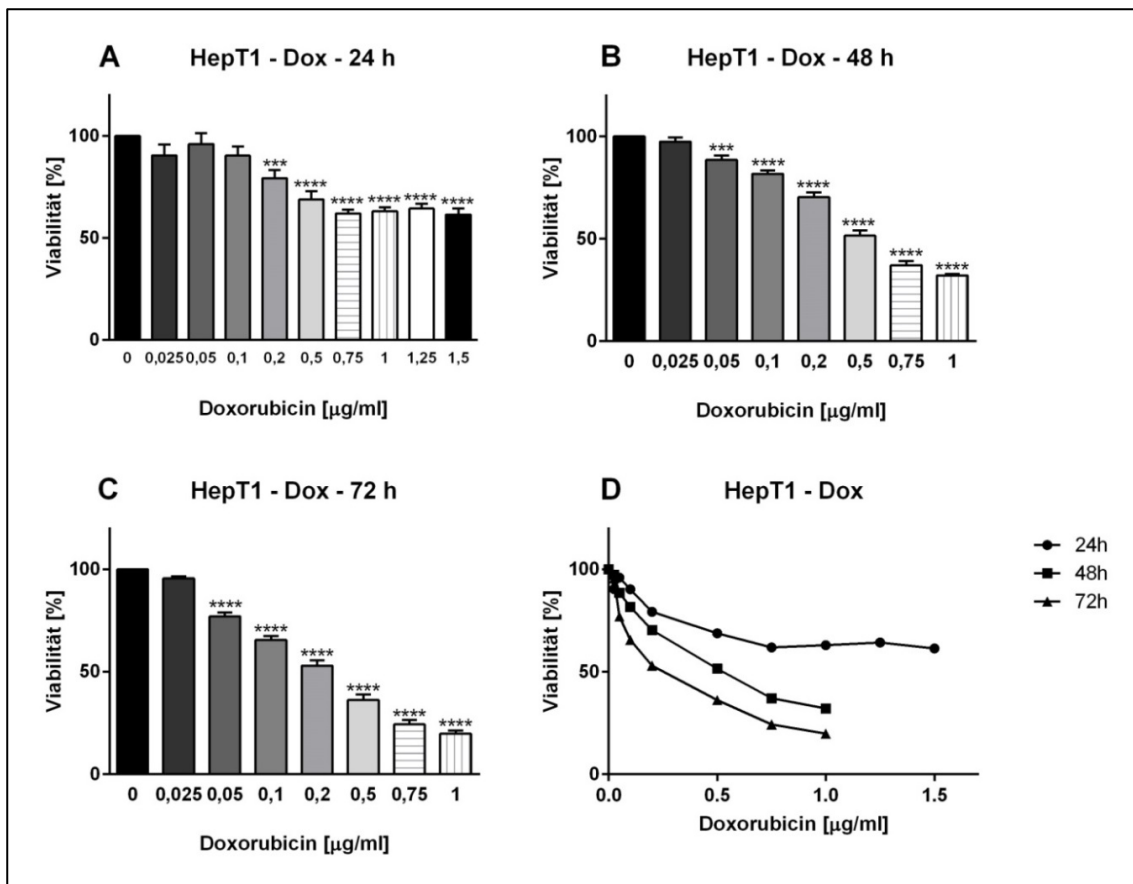 A HepT1 - Dox - 24 h
Viabilität [%]
100
50
0
***
****
****
****
****
****
0 0,025 0,05 0,1 0,2 0,5 0,75 1 1,25 1,5
Doxorubicin [µg/ml]
B HepT1 - Dox - 48 h
Viabilität [%]
100
50
0
***
****
****
****
****
****
0 0,025 0,05 0,1 0,2 0,5 0,75 1
Doxorubicin [µg/ml]
C HepT1 - Dox - 72 h
Viabilität [%]
100
50
0
****
****
****
****
****
****
0 0,025 0,05 0,1 0,2 0,5 0,75 1
Doxorubicin [µg/ml]
D HepT1 - Dox
Viabilität [%]
100
50
0
0.0 0.5 1.0 1.5
Doxorubicin [µg/ml]
24h
48h
72h